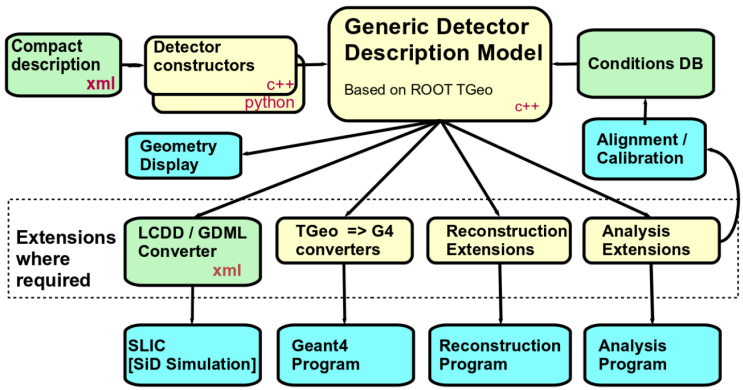 Compact
description
xml
Detector
constructors
c++
python
Generic Detector
Description Model
Based on ROOT TGeo
c++
Conditions DB
Geometry
Display
Alignment /
Calibration
Extensions
where
required
LCDD / GDML
Converter
xml
TGeo => G4
converters
Reconstruction
Extensions
Analysis
Extensions
SLIC
[SiD Simulation]
Geant4
Program
Reconstruction
Program
Analysis
Program